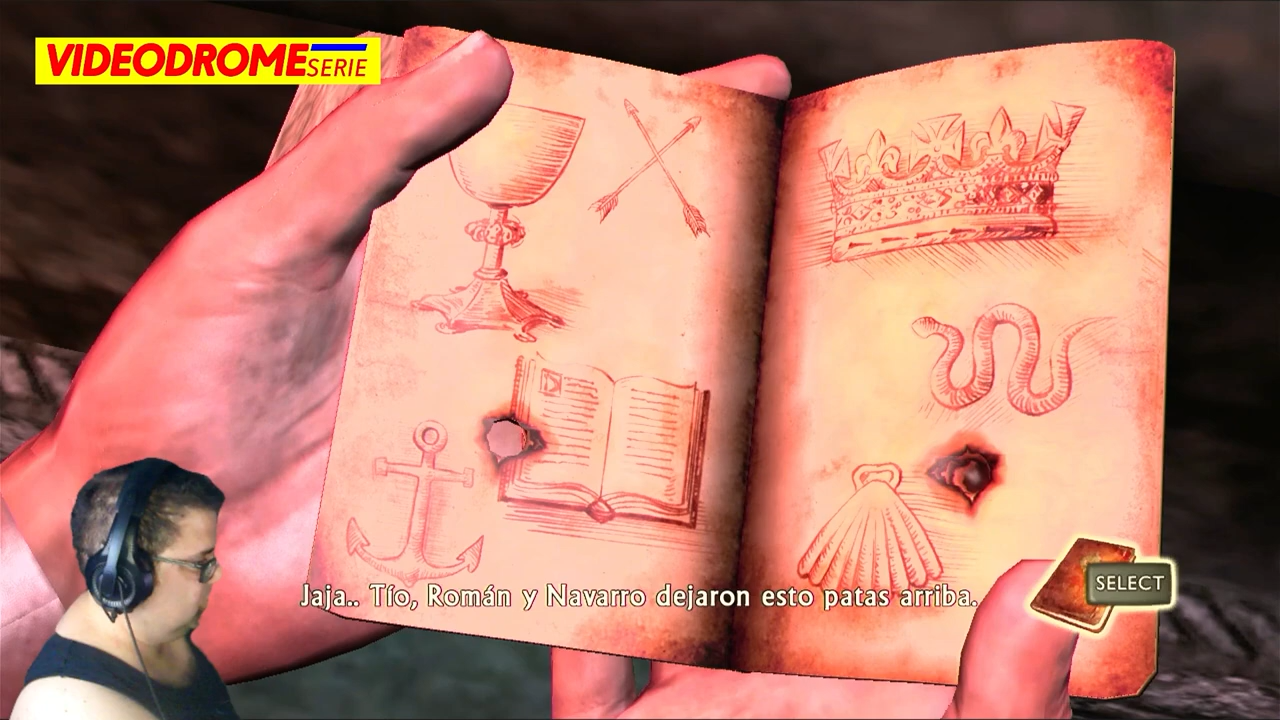 VIDEODROME
SERIE
Jaja.. Tío, Román y Navarro dejaron esto patas arriba.
SELECT